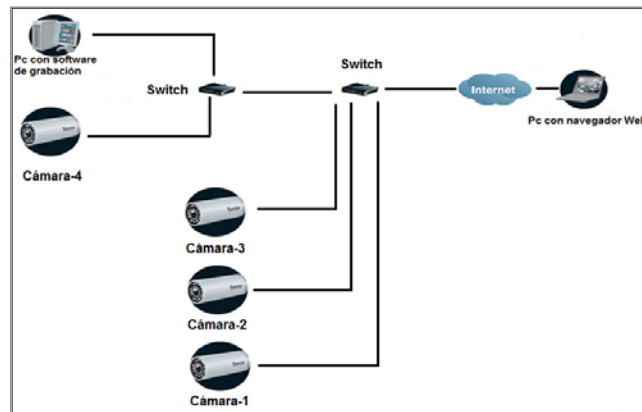 Pc con software
de grabación
Switch
Switch
Internet
Pc con navegador Wel
Cámara-4
Cámara-3
Cámara-2
Cámara-1